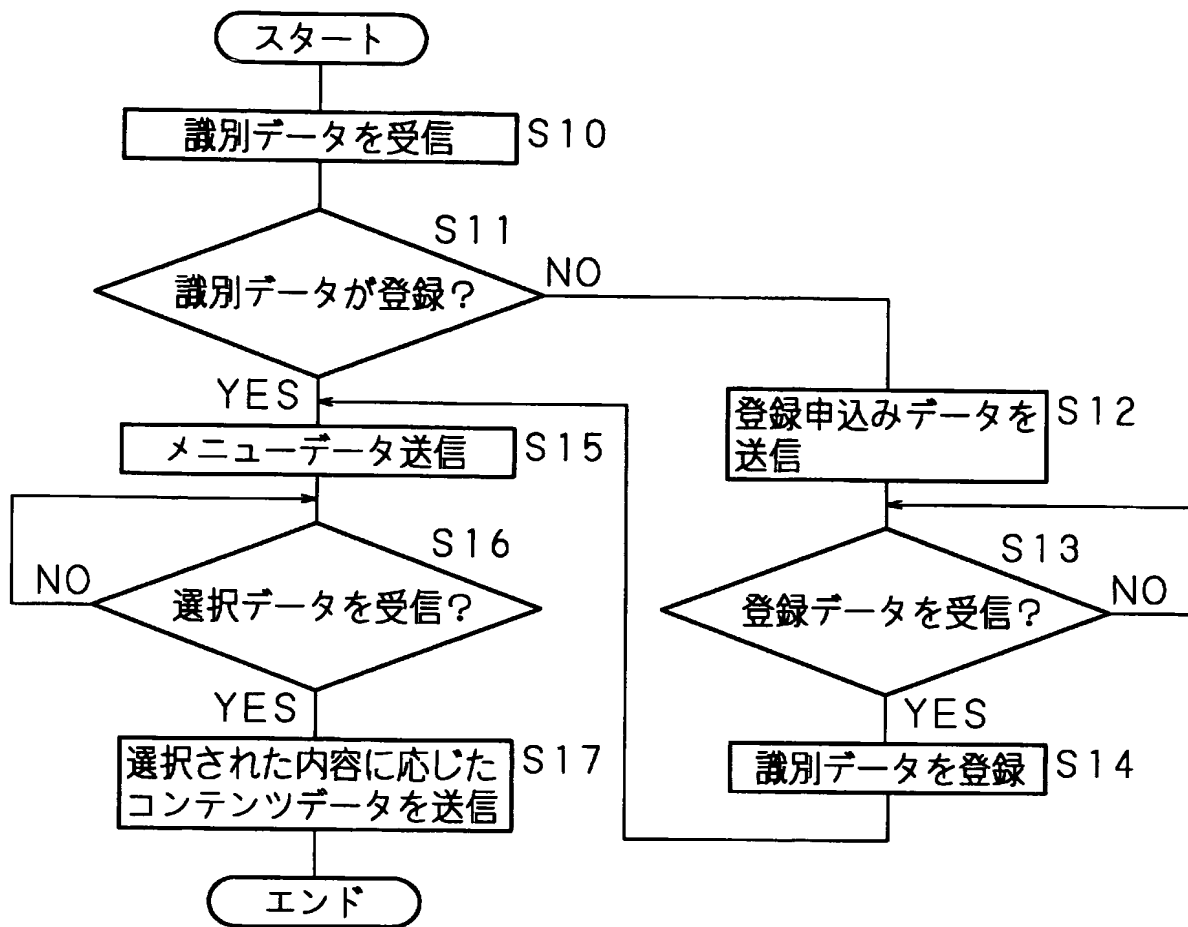 スタート
識別データを受信
S10
S11
識別データが登録？
NO
YES
登録申込みデータを
送信
S12
メニューデータ送信
S15
S16
選択データを受信？
NO
S13
登録データを受信？
NO
YES
YES
選択された内容に応じた
コンテンツデータを送信
S17
識別データを登録
S14
エンド